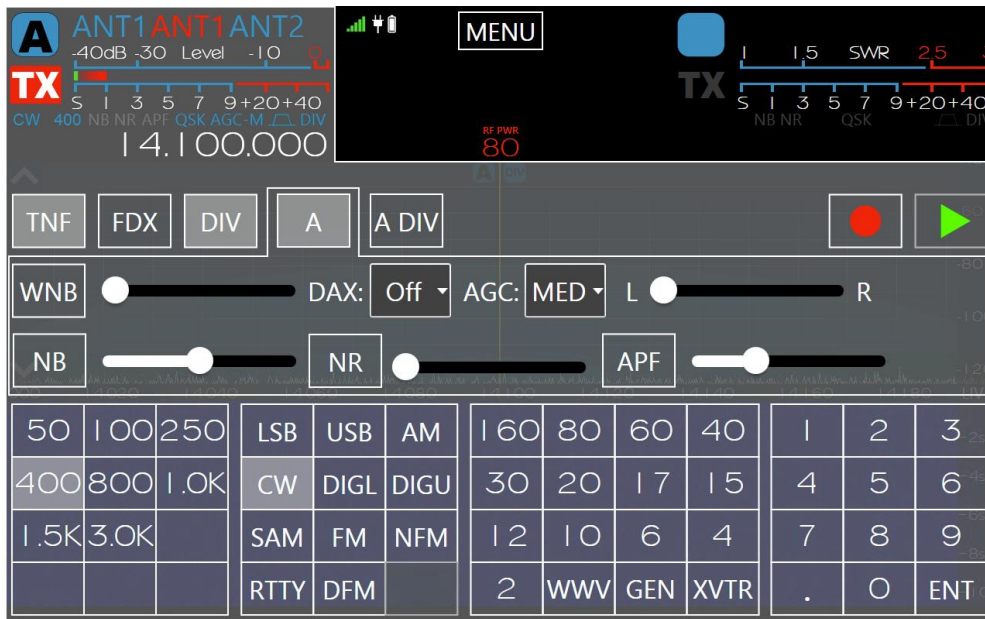 A ANT1 ANT1 ANT2
-40dB -30 Level -10 0
TX
S 1 3 5 7 9 +20 +40
CW 400 NB NR APF QSK AGC-M DIV
14.100.000
MENU
RF PWR
80
1 1.5 SWR 2.5
TX
S 1 3 5 7 9 +20 +40
NB NR QSK DIV
A DIV
TNF FDX DIV A A DIV
WNB DAX: Off AGC: MED L R
-80
NB NR APF
50 100 250 LSB USB AM 160 80 60 40 1 2 3
400 800 1.0K CW DIGL DIGU 30 20 17 15 4 5 6
1.5K 3.0K SAM FM NFM 12 10 6 4 7 8 9
RTTY DFM 2 WWV GEN XVTR . 0 ENT